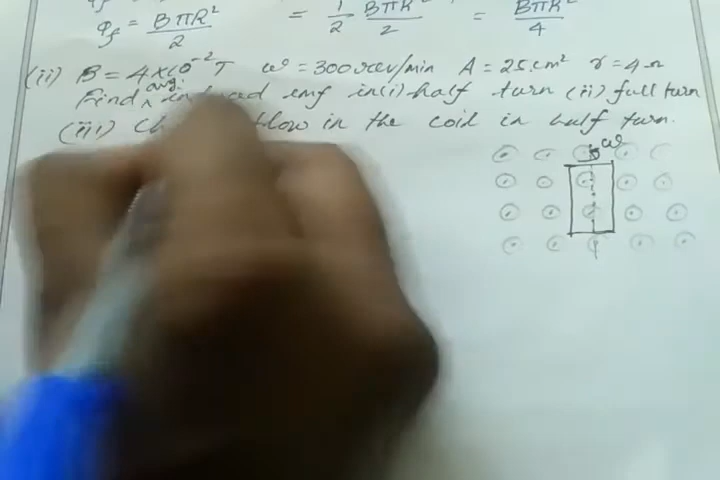 φf = BπR²/2 = 1/2 BπR²/2 = BπR²/4
(ii) B = 4×10⁻² T ω = 300 rev/min A = 25 cm² r = 4 Ω
Find avg. induced emf in (i) half turn (ii) full turn
(iii) flow in the coil in half turn.
ω